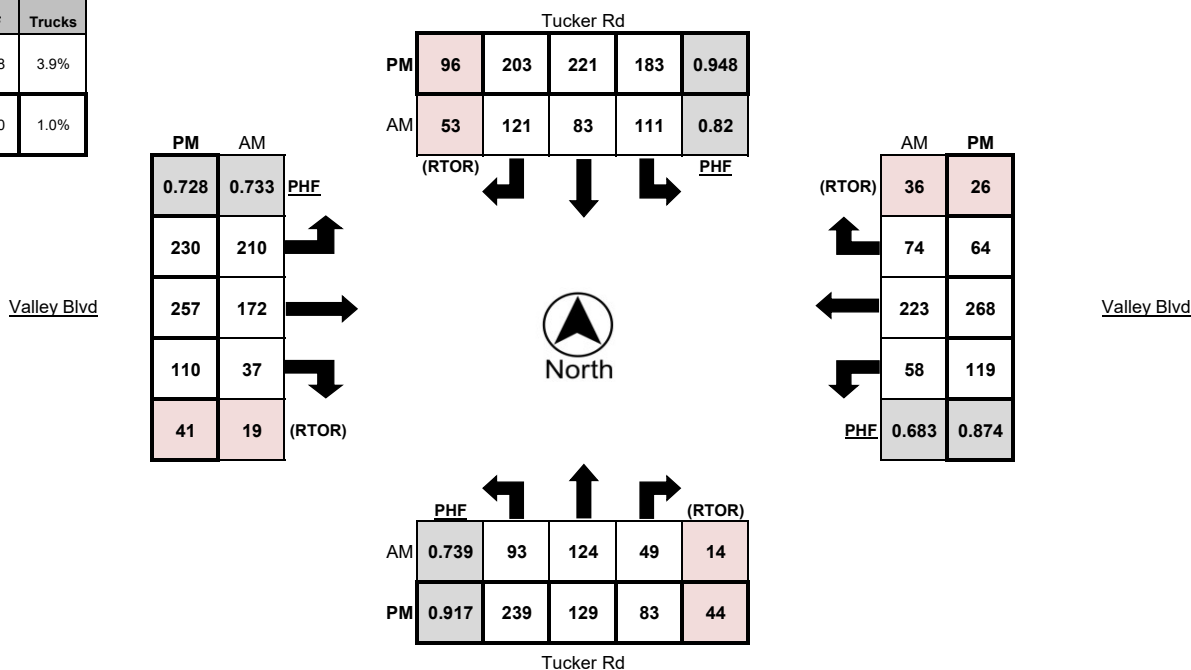 Trucks
3.9%
1.0%
Tucker Rd
PM 96 203 221 183 0.948
AM 53 121 83 111 0.82
(RTOR) PHF
PM AM
0.728 0.733 PHF
230 210
257 172
110 37
41 19 (RTOR)
Valley Blvd
North
AM PM
(RTOR) 36 26
74 64
223 268
58 119
PHF 0.683 0.874
Valley Blvd
PHF (RTOR)
AM 0.739 93 124 49 14
PM 0.917 239 129 83 44
Tucker Rd